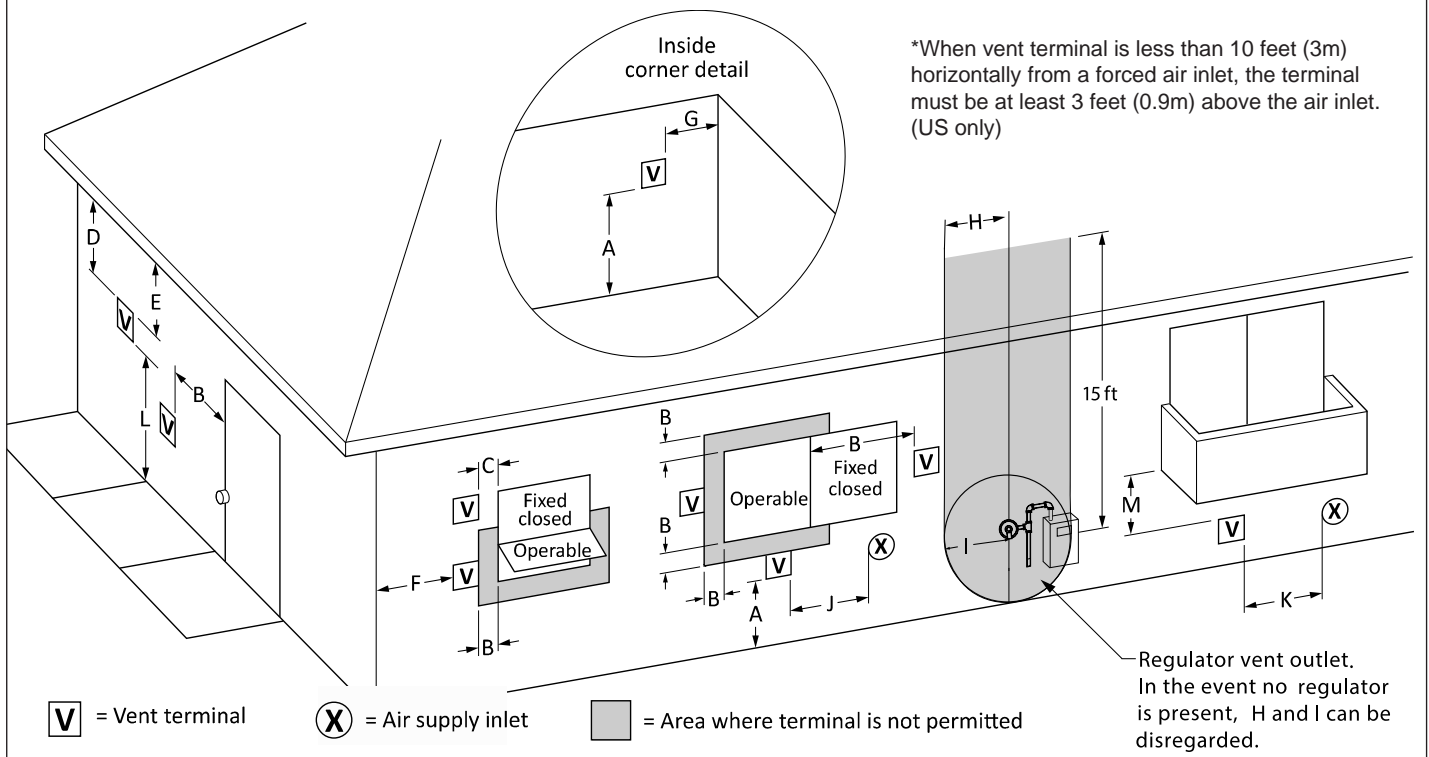 Inside
corner detail
G
V
A
*When vent terminal is less than 10 feet (3m)
horizontally from a forced air inlet, the terminal
must be at least 3 feet (0.9m) above the air inlet.
(US only)
D
E
V
B
L
V
C
V
Fixed
closed
Operable
F
V
B
B
B
V
Operable
Fixed
closed
V
B
B
V
J
X
A
H
15 ft
I
M
V
X
K
Regulator vent outlet.
In the event no regulator
is present, H and I can be
disregarded.
V = Vent terminal
X = Air supply inlet
= Area where terminal is not permitted